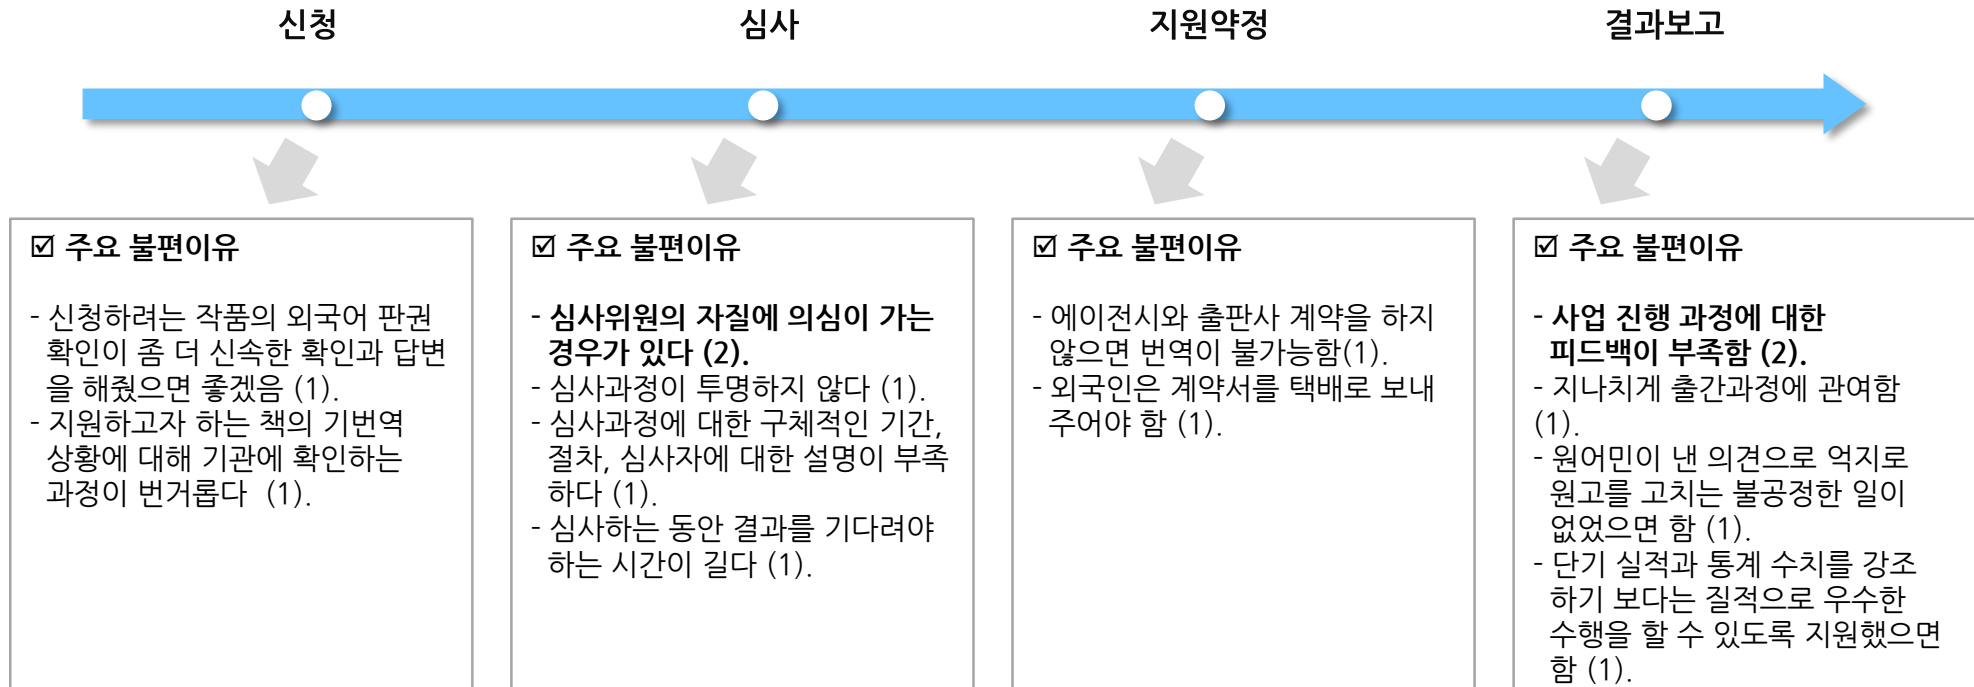 신청
심사
지원약정
결과보고
☑ 주요 불편이유
- 신청하려는 작품의 외국어 판권
확인이 좀 더 신속한 확인과 답변
을 해줬으면 좋겠음 (1).
- 지원하고자 하는 책의 기번역
상황에 대해 기관에 확인하는
과정이 번거롭다 (1).
☑ 주요 불편이유
- 심사위원의 자질에 의심이 가는
경우가 있다 (2).
- 심사과정이 투명하지 않다 (1).
- 심사과정에 대한 구체적인 기간,
절차, 심사자에 대한 설명이 부족
하다 (1).
- 심사하는 동안 결과를 기다려야
하는 시간이 길다 (1).
☑ 주요 불편이유
- 에이전시와 출판사 계약을 하지
않으면 번역이 불가능함(1).
- 외국인은 계약서를 택배로 보내
주어야 함 (1).
☑ 주요 불편이유
- 사업 진행 과정에 대한
피드백이 부족함 (2).
- 지나치게 출간과정에 관여함
(1).
- 원어민이 낸 의견으로 억지로
원고를 고치는 불공정한 일이
없었으면 함 (1).
- 단기 실적과 통계 수치를 강조
하기 보다는 질적으로 우수한
수행을 할 수 있도록 지원했으면
함 (1).